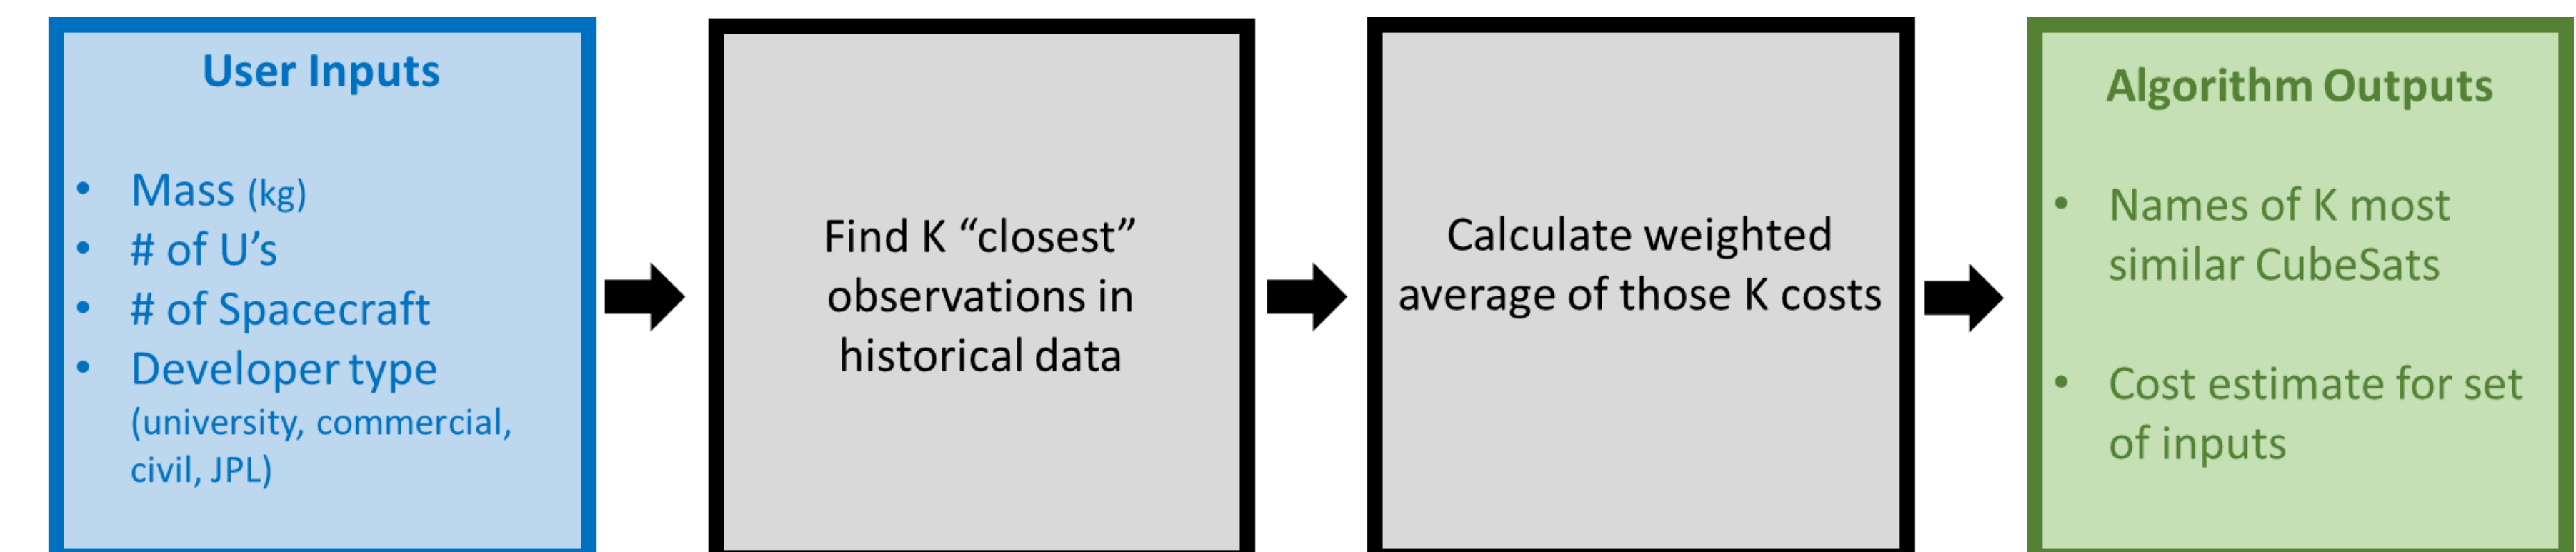 User Inputs
• Mass (kg)
• # of U’s
• # of Spacecraft
• Developer type
(university, commercial,
civil, JPL)
Find K “closest”
observations in
historical data
Calculate weighted
average of those K costs
Algorithm Outputs
• Names of K most
similar CubeSats
• Cost estimate for set
of inputs